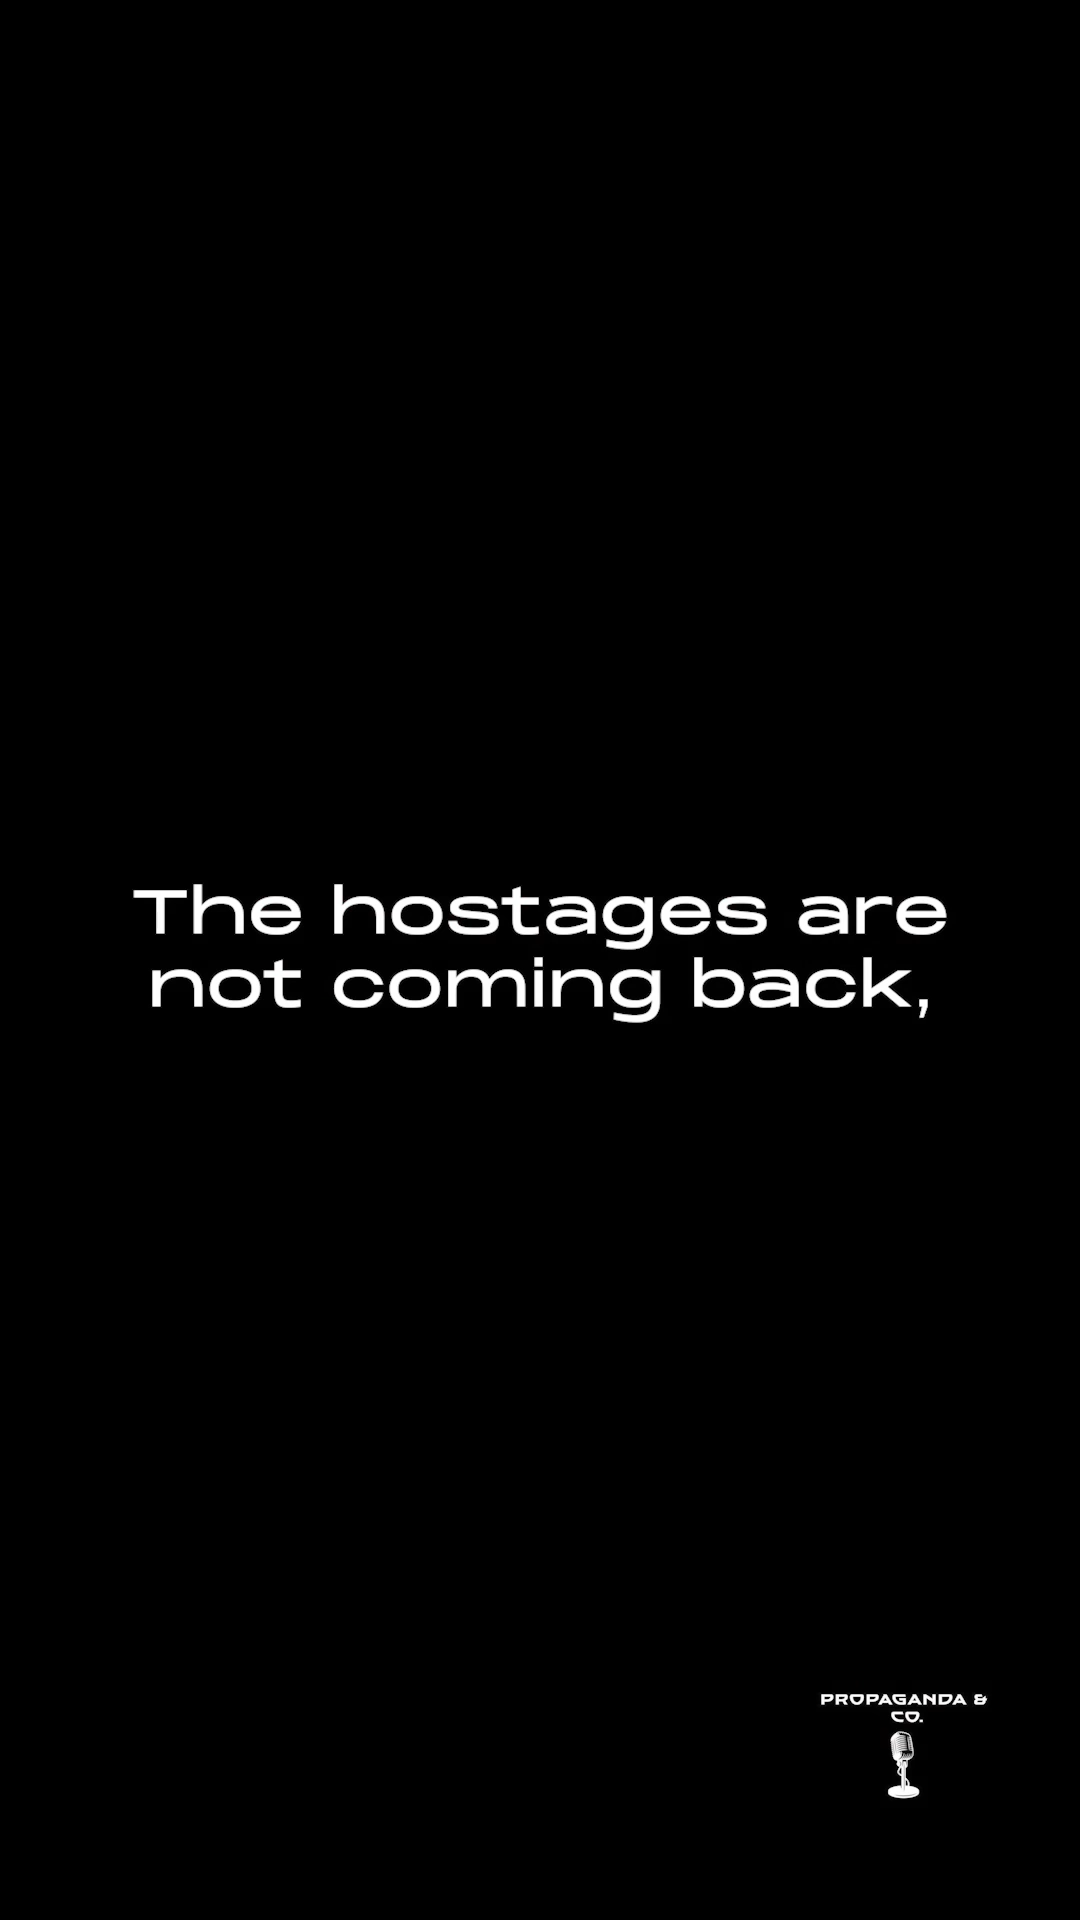 The hostages are
not coming back,
PROPAGANDA &
CO.